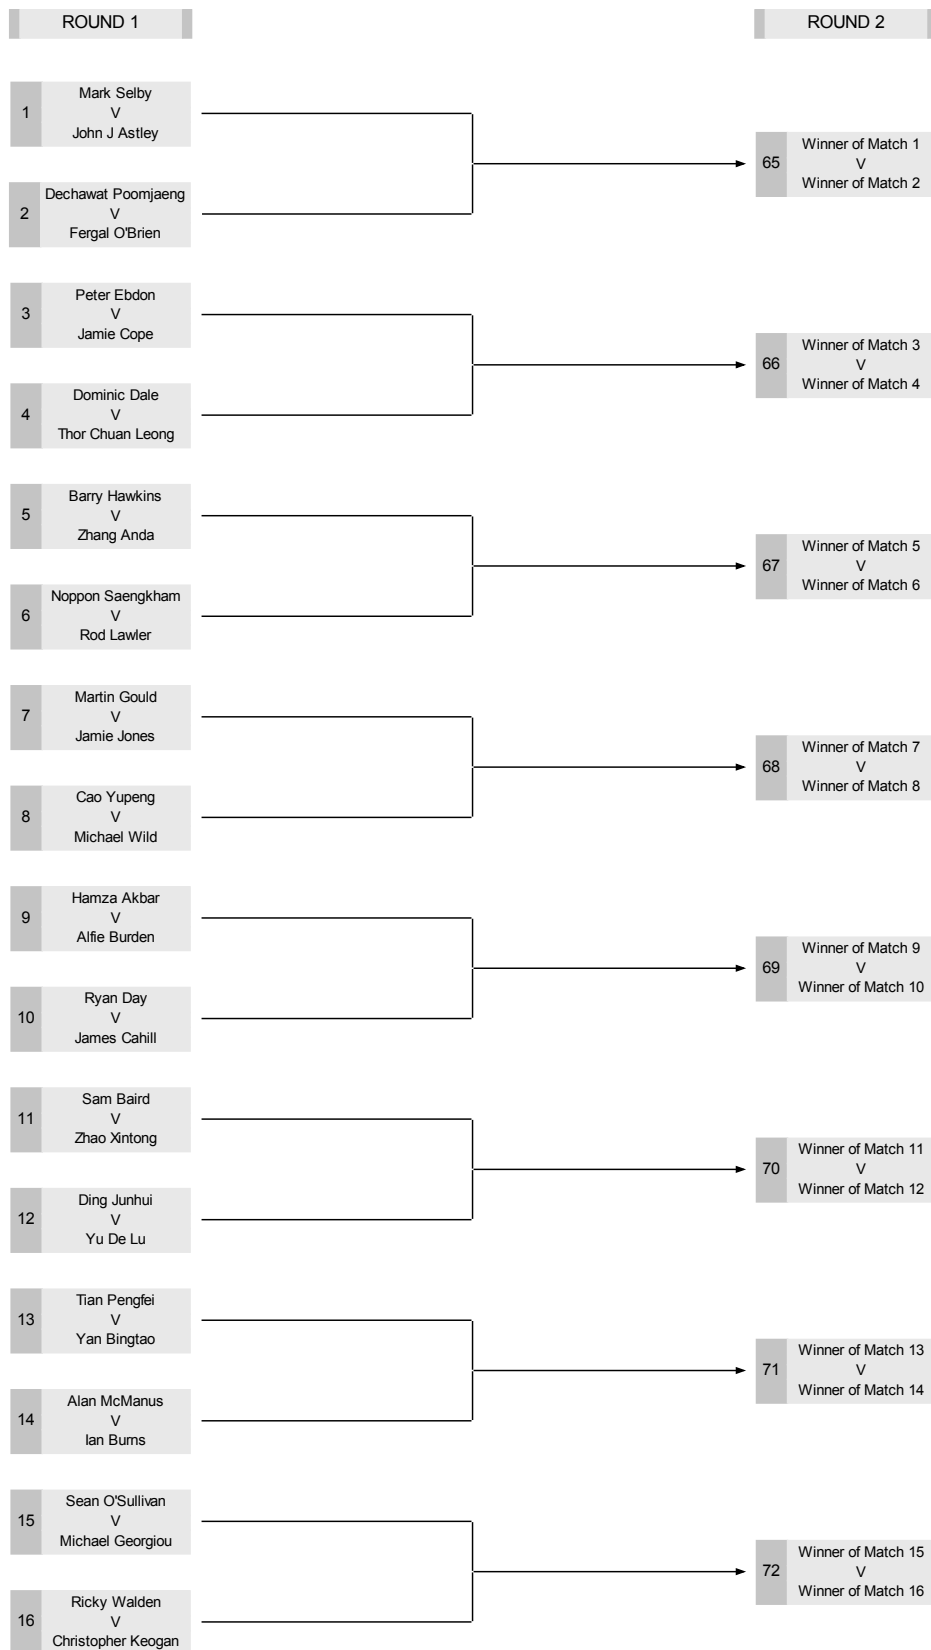 ROUND 1
ROUND 2
1
Mark Selby
V
John J Astley
2
Dechawat Poomjaeng
V
Fergal O'Brien
65
Winner of Match 1
V
Winner of Match 2
3
Peter Ebdon
V
Jamie Cope
4
Dominic Dale
V
Thor Chuan Leong
66
Winner of Match 3
V
Winner of Match 4
5
Barry Hawkins
V
Zhang Anda
6
Noppon Saengkham
V
Rod Lawler
67
Winner of Match 5
V
Winner of Match 6
7
Martin Gould
V
Jamie Jones
8
Cao Yupeng
V
Michael Wild
68
Winner of Match 7
V
Winner of Match 8
9
Hamza Akbar
V
Alfie Burden
10
Ryan Day
V
James Cahill
69
Winner of Match 9
V
Winner of Match 10
11
Sam Baird
V
Zhao Xintong
12
Ding Junhui
V
Yu De Lu
70
Winner of Match 11
V
Winner of Match 12
13
Tian Pengfei
V
Yan Bingtao
14
Alan McManus
V
Ian Burns
71
Winner of Match 13
V
Winner of Match 14
15
Sean O'Sullivan
V
Michael Georgiou
16
Ricky Walden
V
Christopher Keogan
72
Winner of Match 15
V
Winner of Match 16